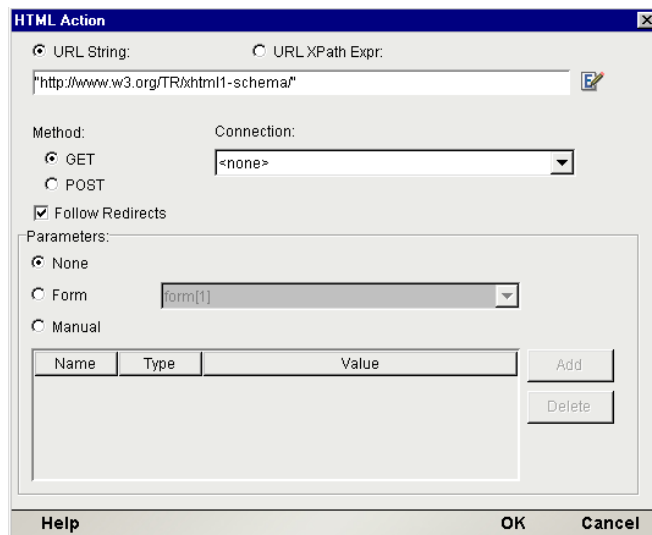 HTML Action
URL String: URL XPath Expr:
"http://www.w3.org/TR/xhtml1-schema/"
Method: Connection:
GET <none>
POST
Follow Redirects
Parameters:
None
Form form[1]
Manual
Name Type Value Add
Delete
Help OK Cancel